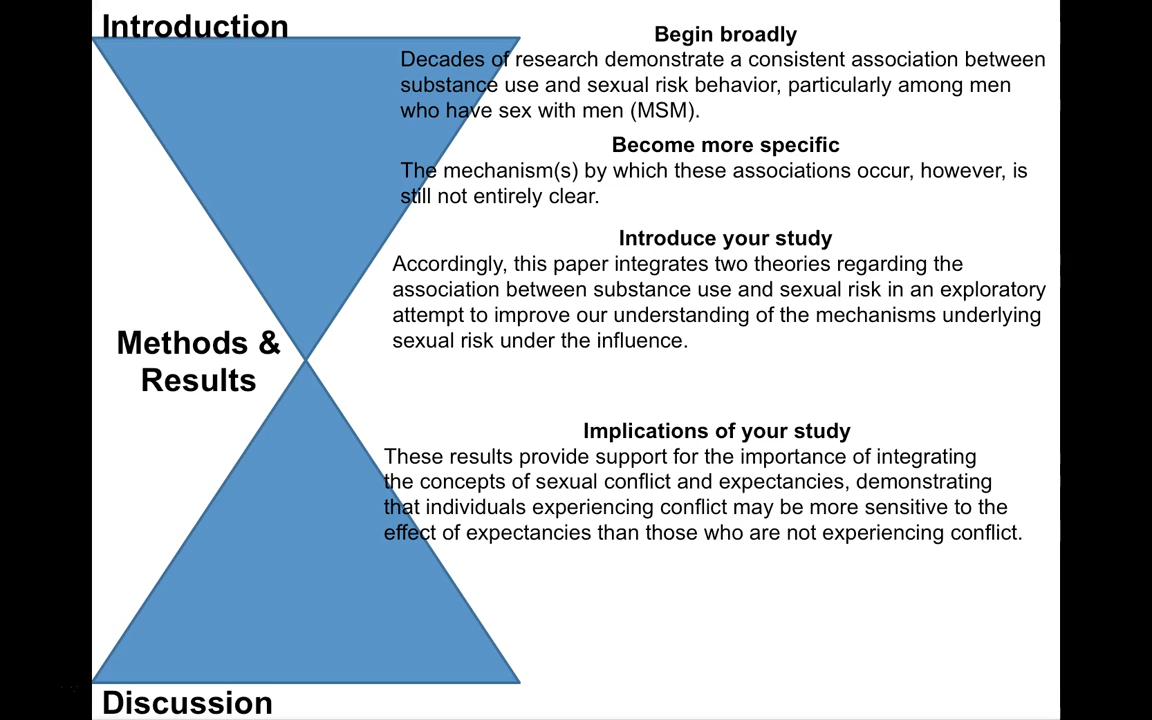 Introduction
Begin broadly
Decades of research demonstrate a consistent association between
substance use and sexual risk behavior, particularly among men
who have sex with men (MSM).
Become more specific
The mechanism(s) by which these associations occur, however, is
still not entirely clear.
Introduce your study
Accordingly, this paper integrates two theories regarding the
association between substance use and sexual risk in an exploratory
attempt to improve our understanding of the mechanisms underlying
sexual risk under the influence.
Methods &
Results
Implications of your study
These results provide support for the importance of integrating
the concepts of sexual conflict and expectancies, demonstrating
that individuals experiencing conflict may be more sensitive to the
effect of expectancies than those who are not experiencing conflict.
Discussion